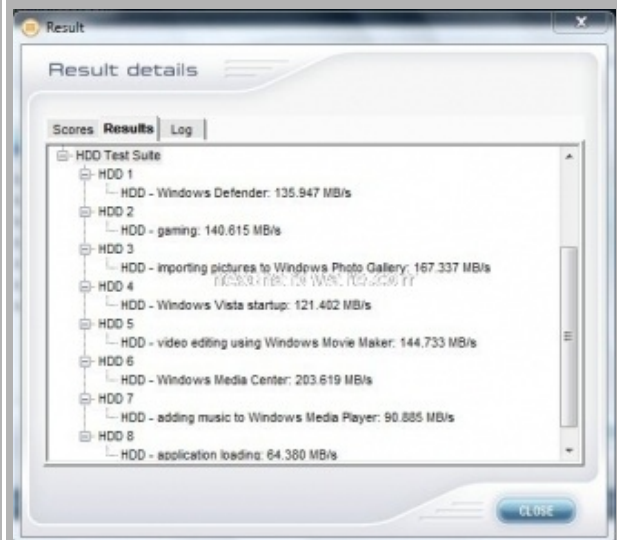 Result
Result details
Scores Results Log
HDD Test Suite
HDD 1
HDD - Windows Defender: 135.947 MB/s
HDD 2
HDD - gaming: 140.615 MB/s
HDD 3
HDD - importing pictures to Windows Photo Gallery: 167.337 MB/s
HDD 4
HDD - Windows Vista startup: 121.402 MB/s
HDD 5
HDD - video editing using Windows Movie Maker: 144.733 MB/s
HDD 6
HDD - Windows Media Center: 203.619 MB/s
HDD 7
HDD - adding music to Windows Media Player: 90.885 MB/s
HDD 8
HDD - application loading: 64.380 MB/s
CLOSE